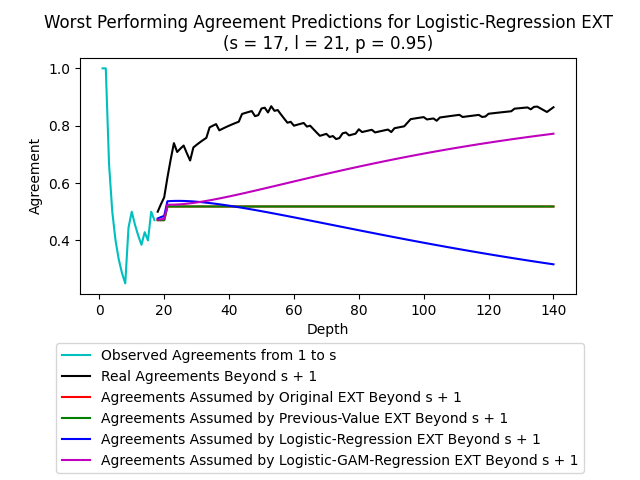 Worst Performing Agreement Predictions for Logistic-Regression EXT
(s = 17, l = 21, p = 0.95)
1.0
0.8
0.6
0.4
Agreement
0 20 40 60 80 100 120 140
Depth
Observed Agreements from 1 to s
Real Agreements Beyond s + 1
Agreements Assumed by Original EXT Beyond s + 1
Agreements Assumed by Previous-Value EXT Beyond s + 1
Agreements Assumed by Logistic-Regression EXT Beyond s + 1
Agreements Assumed by Logistic-GAM-Regression EXT Beyond s + 1